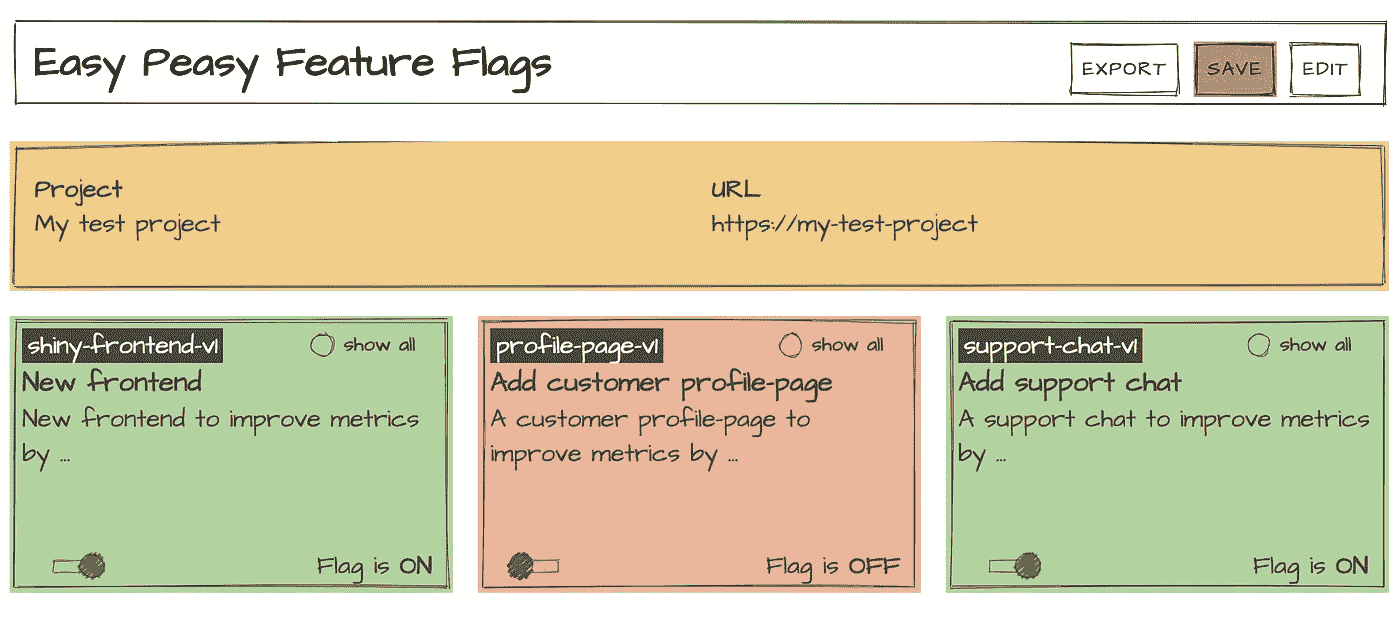 Easy Peasy Feature Flags
EXPORT SAVE EDIT
Project
My test project
URL
https://my-test-project
shiny-frontend-v1 show all
New frontend
New frontend to improve metrics
by ...
Flag is ON
profile-page-v1 show all
Add customer profile-page
A customer profile-page to
improve metrics by ...
Flag is OFF
support-chat-v1 show all
Add support chat
A support chat to improve metrics
by ...
Flag is ON